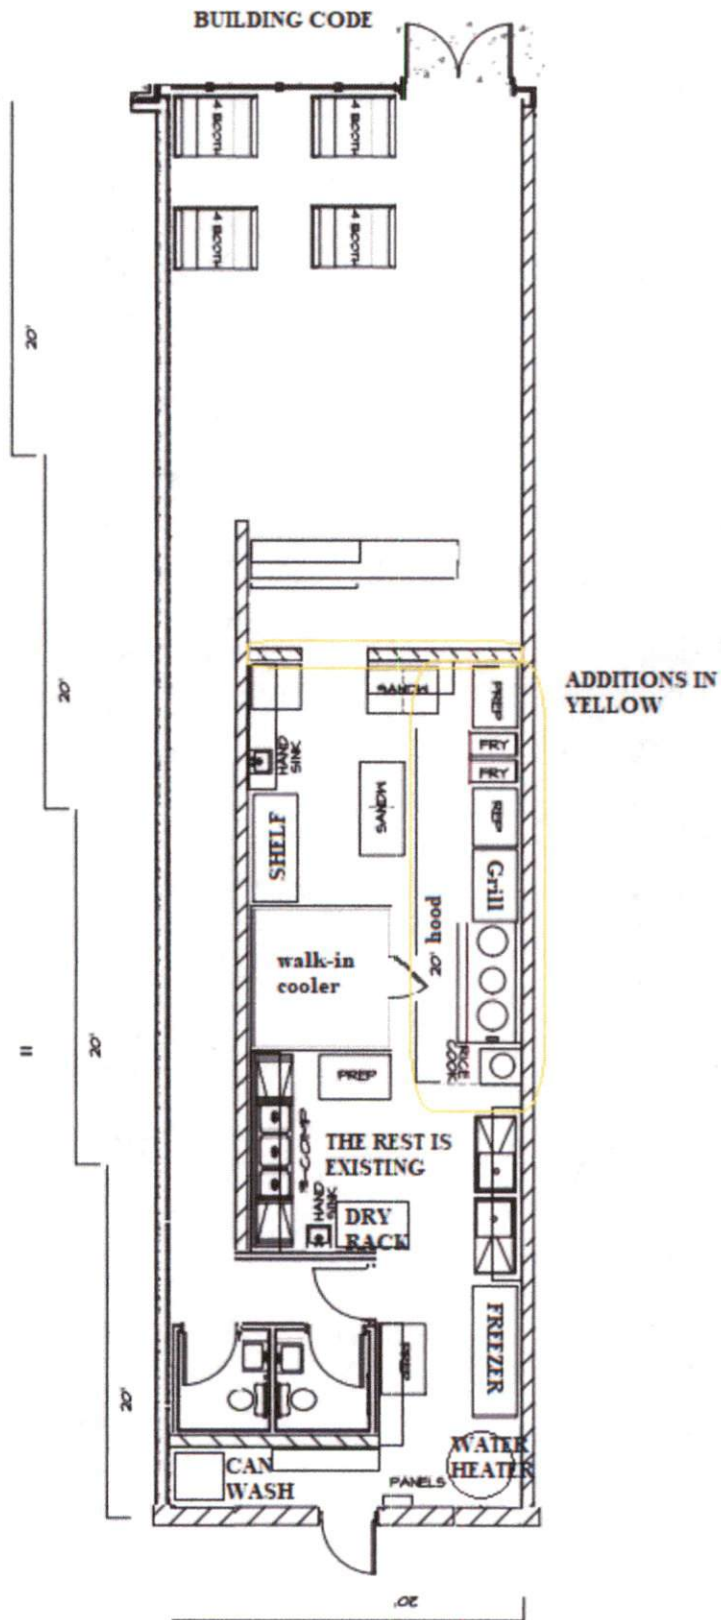 BUILDING CODE
4 BOOTH
4 BOOTH
4 BOOTH
4 BOOTH
20'
20'
ADDITIONS IN
YELLOW
SANDW
PREP
FRY
FRY
HAND
SINK
SANDW
REP
SHELF
Grill
20' hood
walk-in
cooler
20'
=
RICE
COOK
PREP
3-COMP
THE REST IS
EXISTING
HAND
SINK
DRY
RACK
PREP
FREEZER
20'
CAN
WASH
WATER
HEATER
PANELS
20'